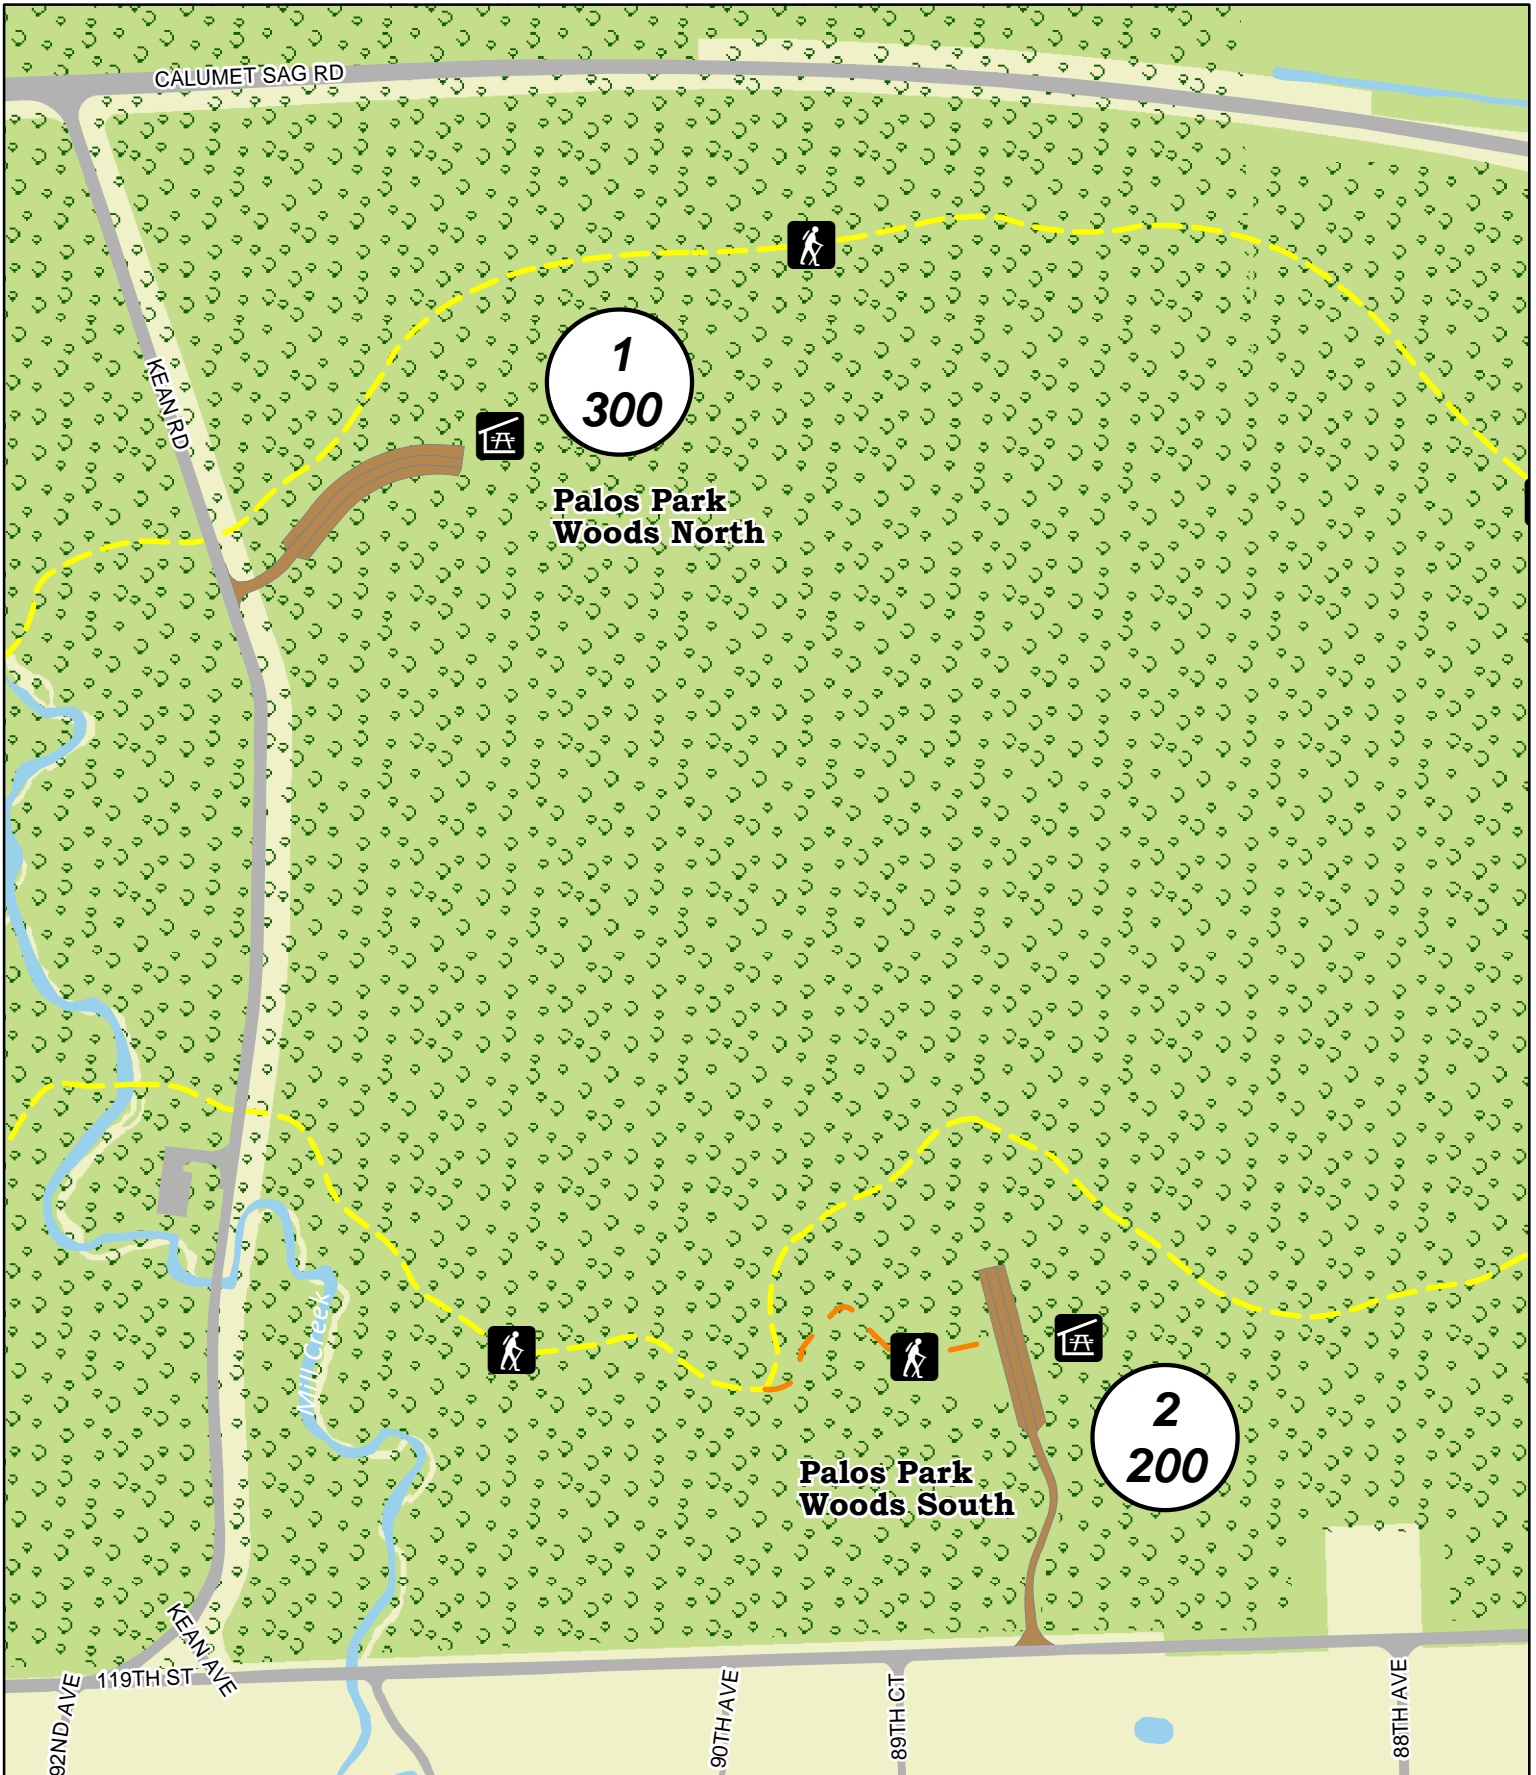 CALUMET SAG RD
KEAN RD
1
300
Palos Park
Woods North
Mill Creek
2
200
Palos Park
Woods South
KEAN AVE
119TH ST
92ND AVE
90TH AVE
89TH CT
88TH AVE